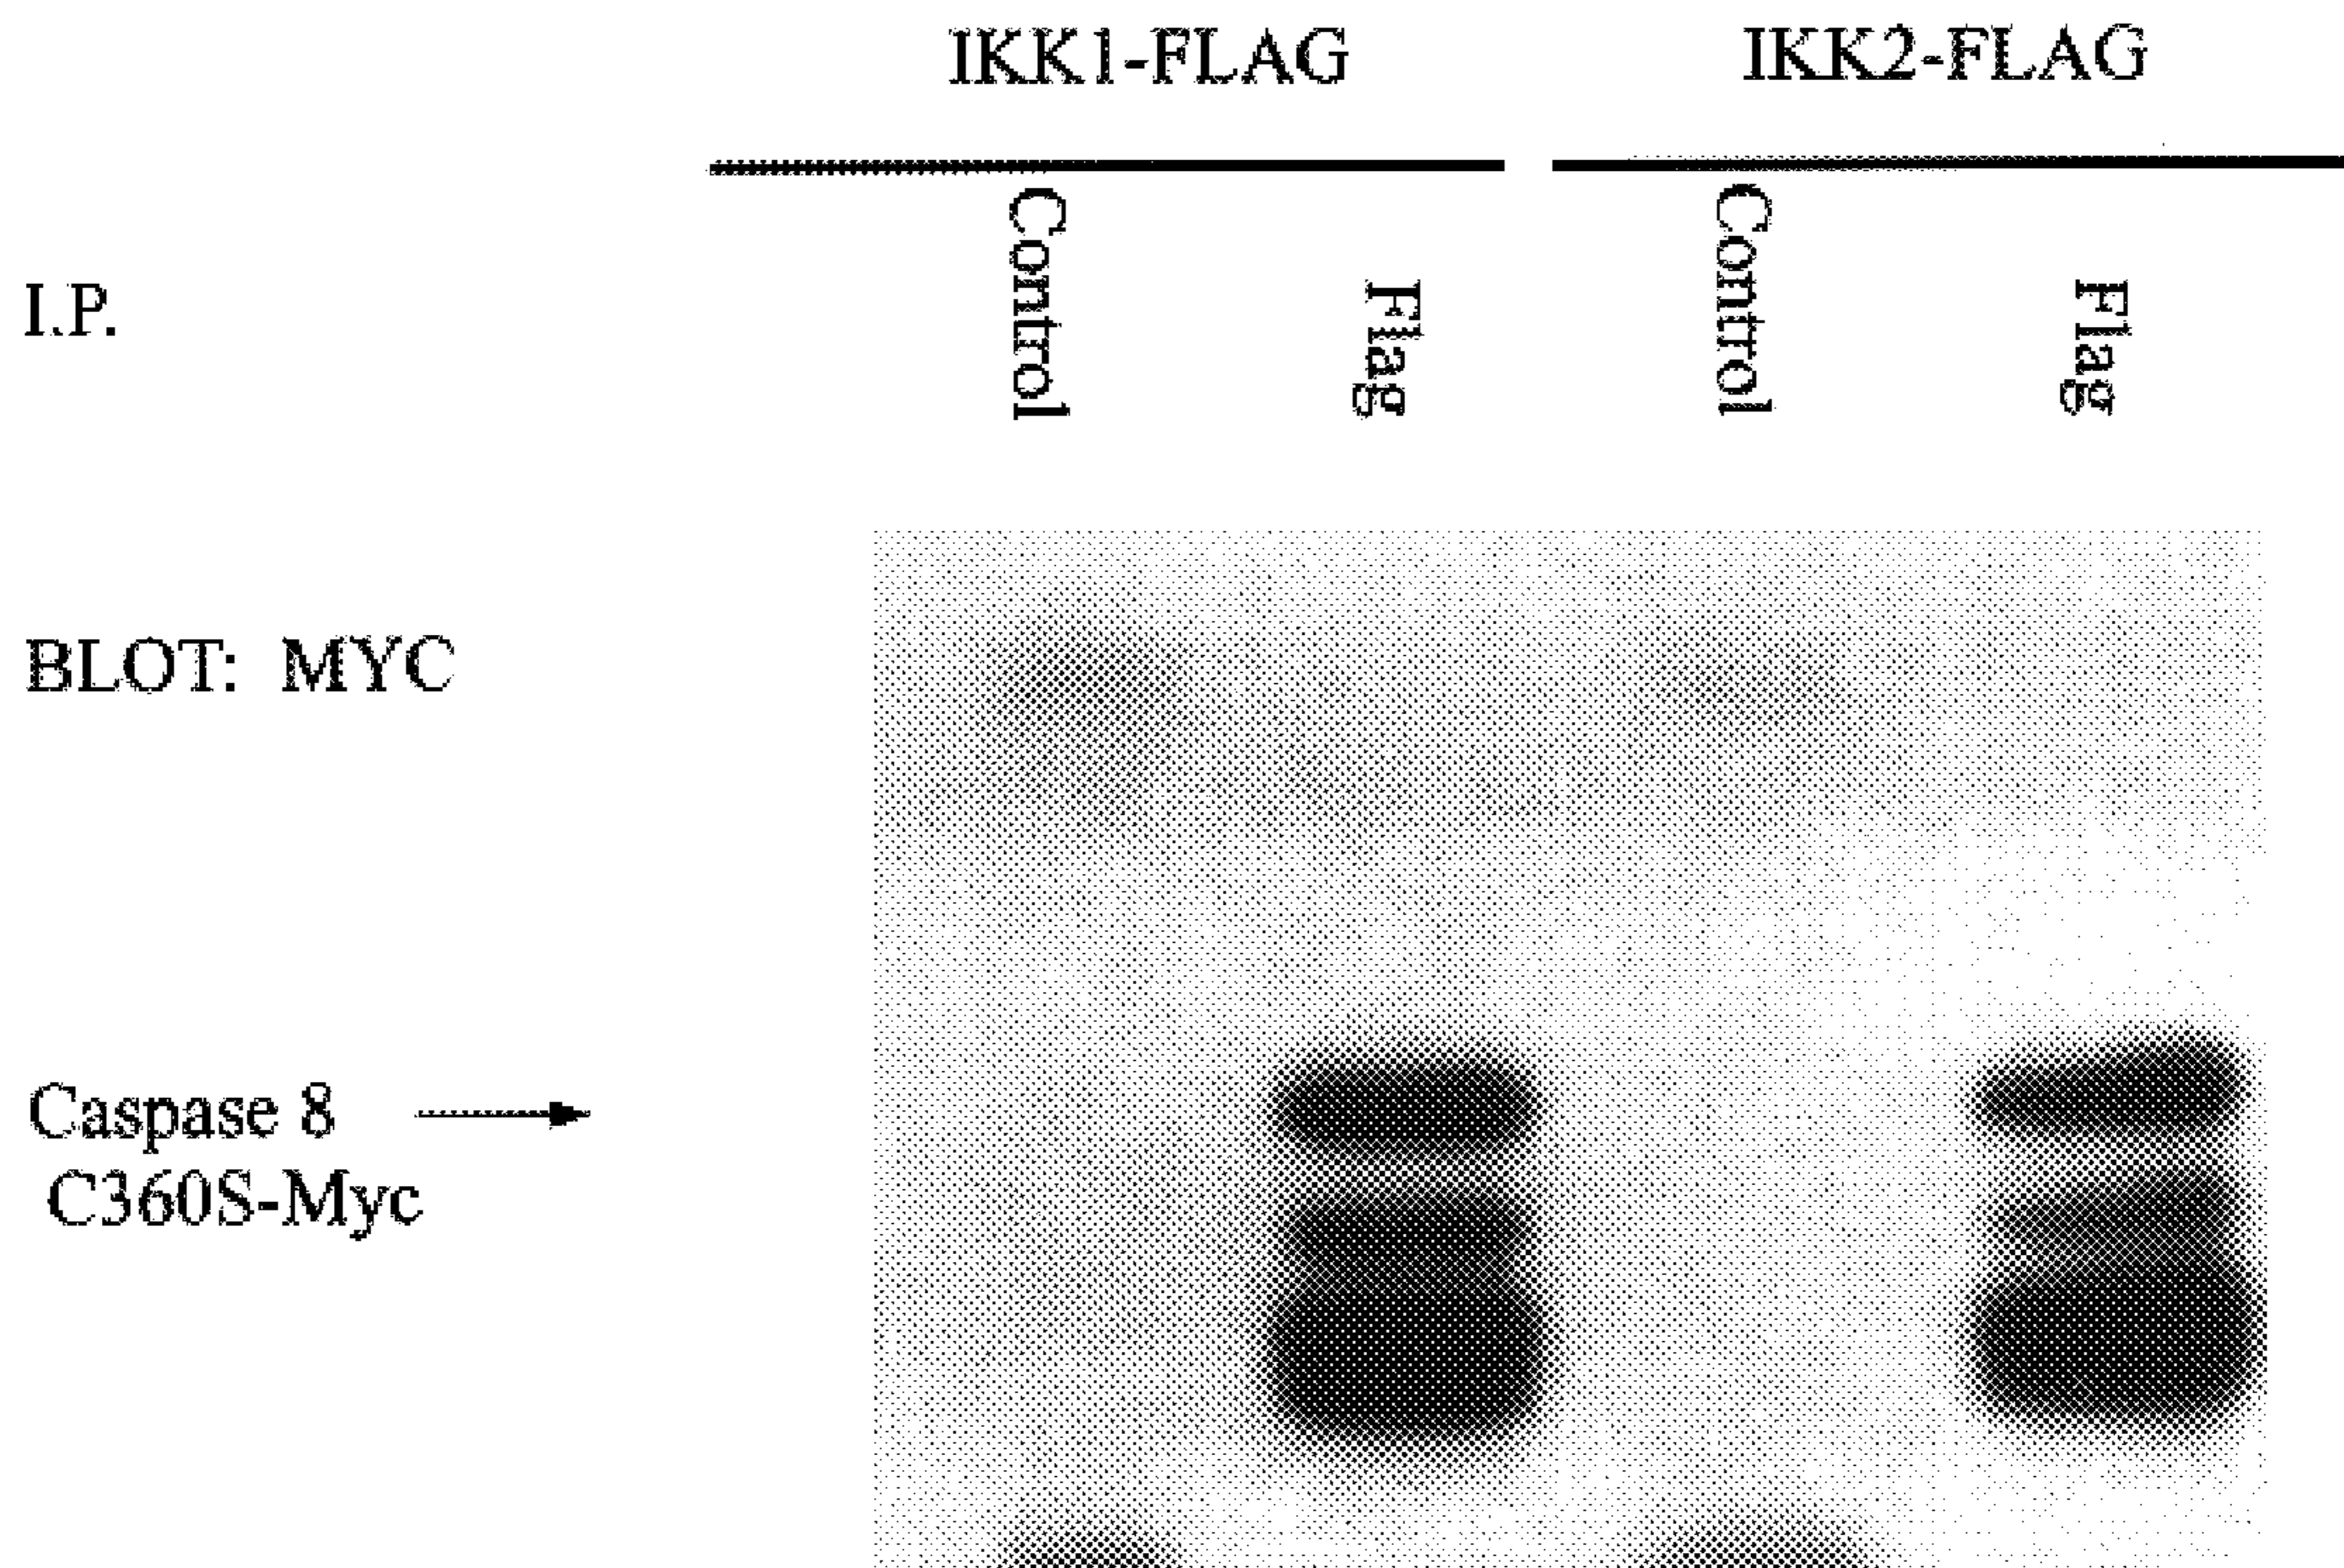 IKK1-FLAG IKK2-FLAG
I.P. Control Flag Control Flag
BLOT: MYC
Caspase 8
C360S-Myc